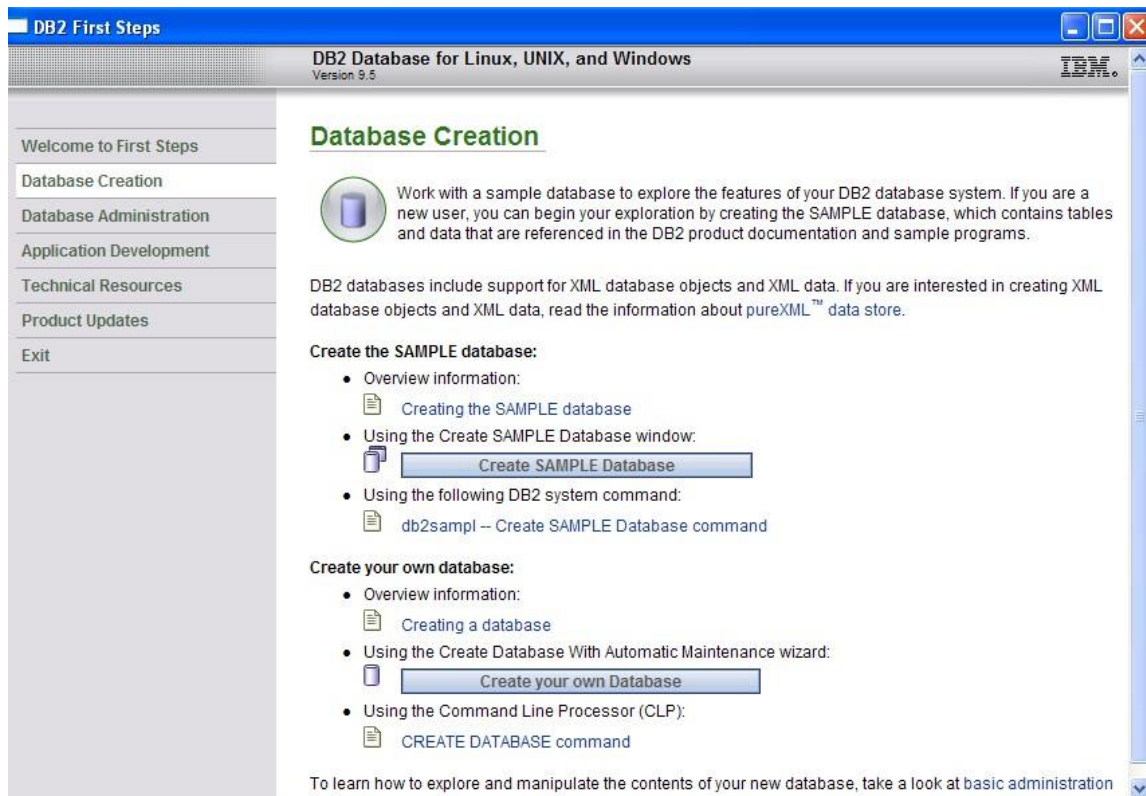 DB2 First Steps
DB2 Database for Linux, UNIX, and Windows
Version 9.5
IBM.
Welcome to First Steps
Database Creation
Database Administration
Application Development
Technical Resources
Product Updates
Exit
Database Creation
Work with a sample database to explore the features of your DB2 database system. If you are a
new user, you can begin your exploration by creating the SAMPLE database, which contains tables
and data that are referenced in the DB2 product documentation and sample programs.
DB2 databases include support for XML database objects and XML data. If you are interested in creating XML
database objects and XML data, read the information about pureXML™ data store.
Create the SAMPLE database:
• Overview information:
Creating the SAMPLE database
• Using the Create SAMPLE Database window:
Create SAMPLE Database
• Using the following DB2 system command:
db2sampl -- Create SAMPLE Database command
Create your own database:
• Overview information:
Creating a database
• Using the Create Database With Automatic Maintenance wizard:
Create your own Database
• Using the Command Line Processor (CLP):
CREATE DATABASE command
To learn how to explore and manipulate the contents of your new database, take a look at basic administration